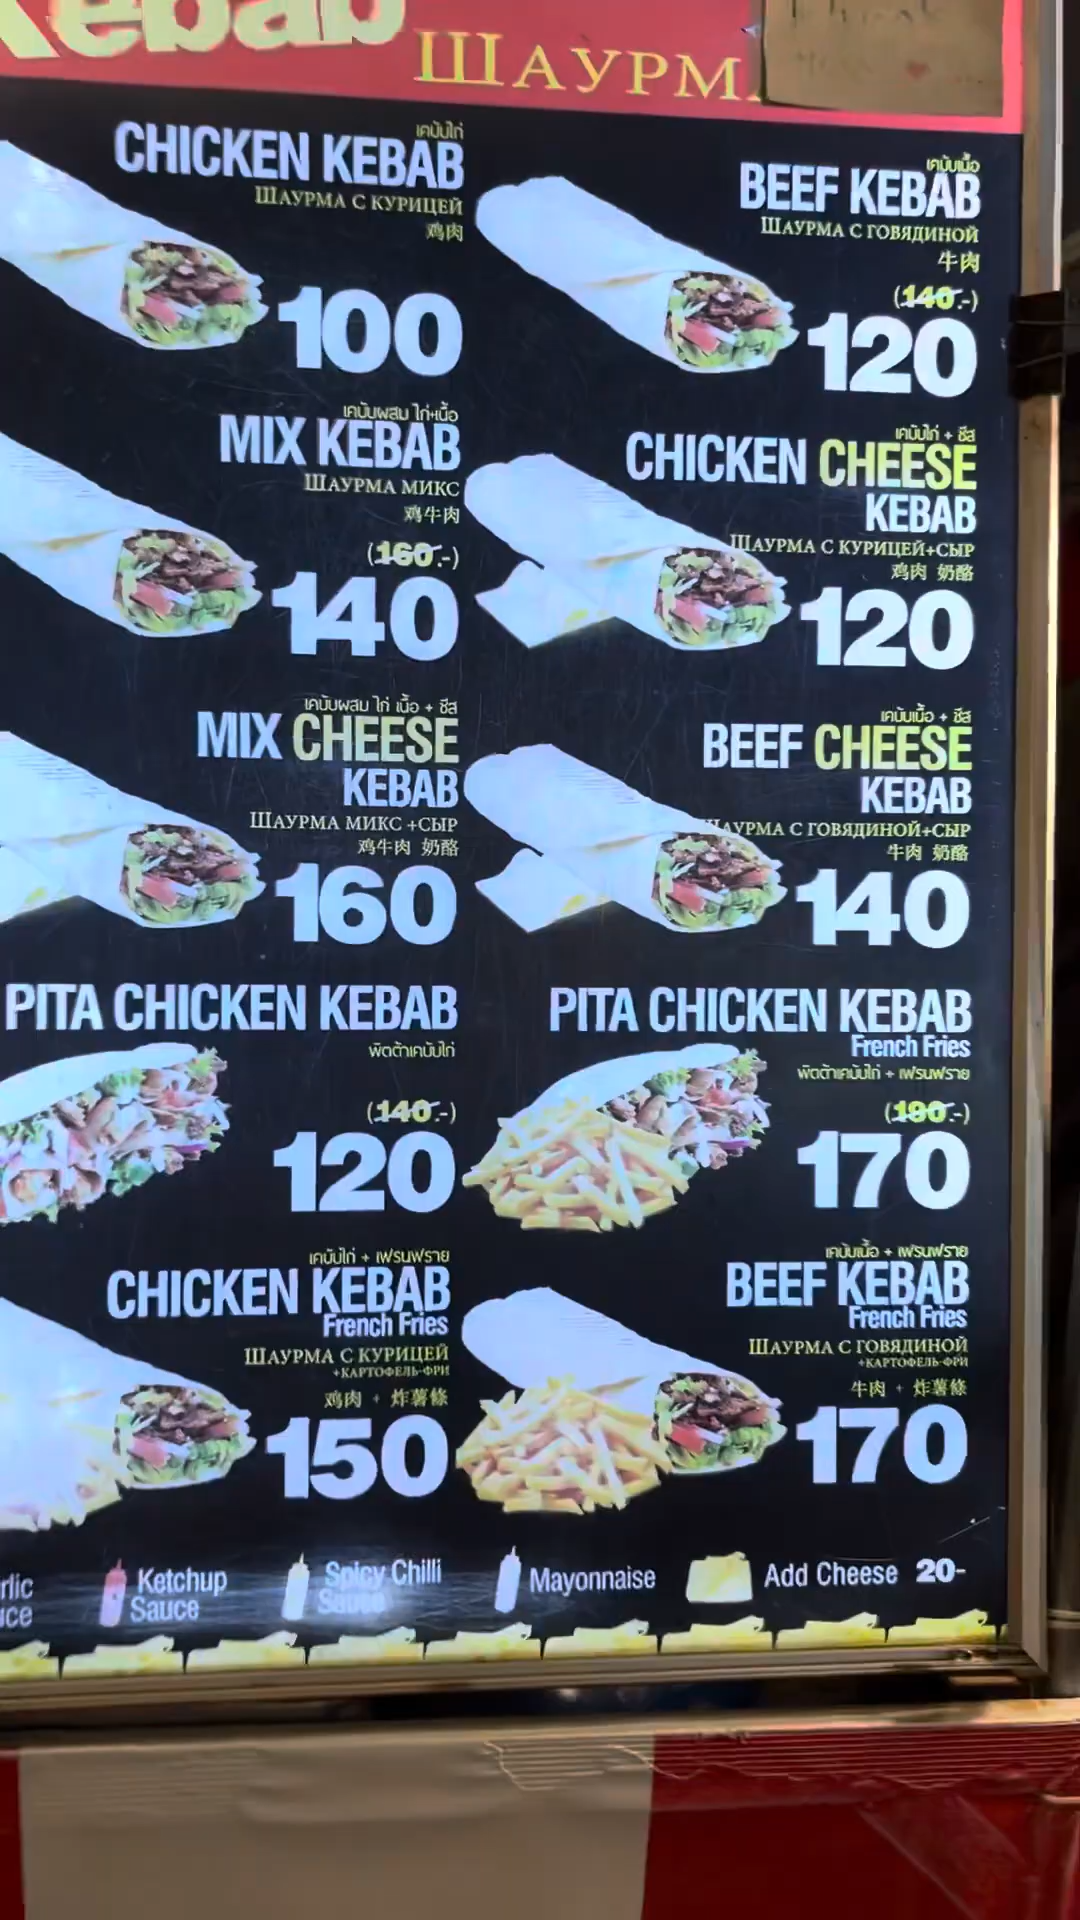 Kebab
ШАУРМ
เคบับไก่
CHICKEN KEBAB
ШАУРМА С КУРИЦЕЙ
鸡肉
100
เคบับเนื้อ
BEEF KEBAB
ШАУРМА С ГОВЯДИНОЙ
牛肉
(140.-)
120
เคบับผสม ไก่+เนื้อ
MIX KEBAB
ШАУРМА МИКС
鸡牛肉
(160.-)
140
เคบับไก่ + ชีส
CHICKEN CHEESE
KEBAB
ШАУРМА С КУРИЦЕЙ+СЫР
鸡肉 奶酪
120
เคบับผสม ไก่ เนื้อ + ชีส
MIX CHEESE
KEBAB
ШАУРМА МИКС +СЫР
鸡牛肉 奶酪
160
เคบับเนื้อ + ชีส
BEEF CHEESE
KEBAB
ШАУРМА С ГОВЯДИНОЙ+СЫР
牛肉 奶酪
140
PITA CHICKEN KEBAB
พิตต้าเคบับไก่
(140.-)
120
PITA CHICKEN KEBAB
French Fries
พิตต้าเคบับไก่ + เฟรนฟราย
(190.-)
170
เคบับไก่ + เฟรนฟราย
CHICKEN KEBAB
French Fries
ШАУРМА С КУРИЦЕЙ
+КАРТОФЕЛЬ-ФРИ
鸡肉 + 炸薯條
150
เคบับเนื้อ + เฟรนฟราย
BEEF KEBAB
French Fries
ШАУРМА С ГОВЯДИНОЙ
+КАРТОФЕЛЬ-ФРИ
牛肉 + 炸薯條
170
rlic
uce
Ketchup
Sauce
Spicy Chilli
Sauce
Mayonnaise
Add Cheese 20-